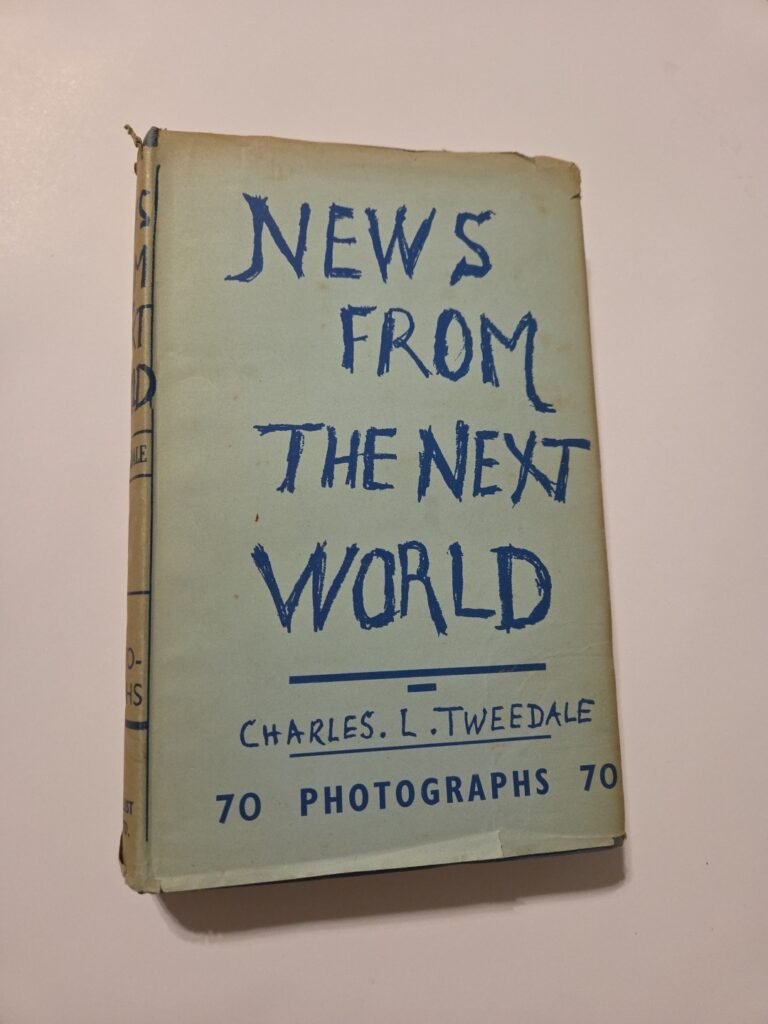 NEWS
FROM
THE NEXT
WORLD
CHARLES. L. TWEEDALE
70 PHOTOGRAPHS 70